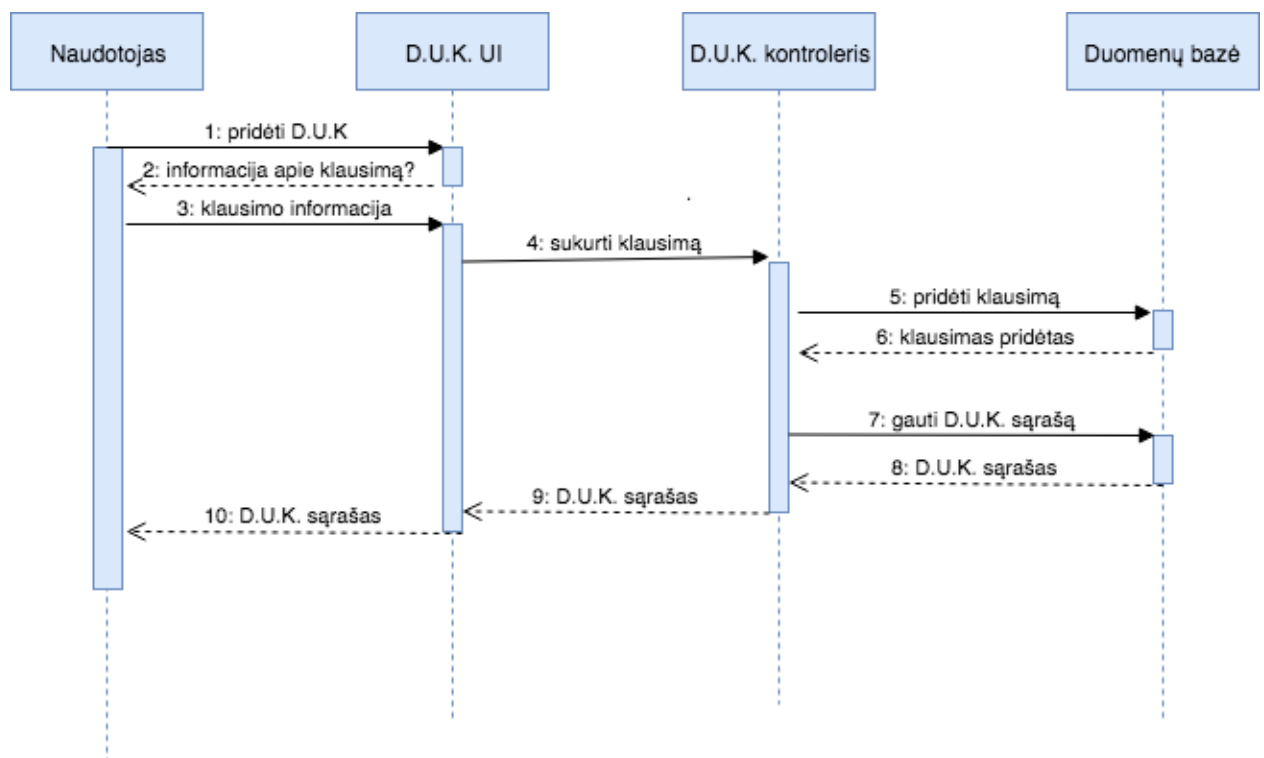 Naudotojas
D.U.K. UI
D.U.K. kontroleris
Duomenų bazė
1: pridėti D.U.K
2: informacija apie klausimą?
3: klausimo informacija
4: sukurti klausimą
5: pridėti klausimą
6: klausimas pridėtas
7: gauti D.U.K. sąrašą
8: D.U.K. sąrašas
9: D.U.K. sąrašas
10: D.U.K. sąrašas